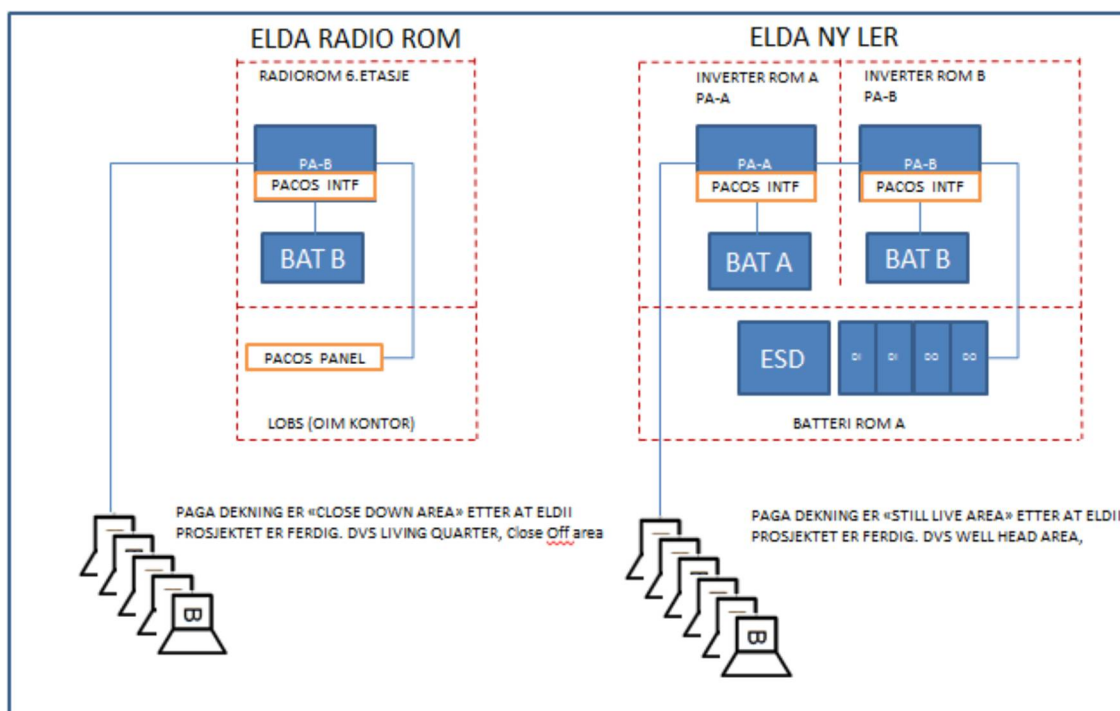 ELDA RADIO ROM
RADIOROM 6.ETASJE
PA-B
PACOS INTF
BAT B
PACOS PANEL
LOBS (OIM KONTOR)
PAGA DEKNING ER «CLOSE DOWN AREA» ETTER AT ELDII
PROSJEKTET ER FERDIG. DVS LIVING QUARTER, Close Off area
B
ELDA NY LER
INVERTER ROM A
PA-A
INVERTER ROM B
PA-B
PA-A
PACOS INTF
PA-B
PACOS INTF
BAT A
BAT B
ESD
DI
DI
DO
DO
BATTERI ROM A
PAGA DEKNING ER «STILL LIVE AREA» ETTER AT ELDII
PROSJEKTET ER FERDIG. DVS WELL HEAD AREA,
B